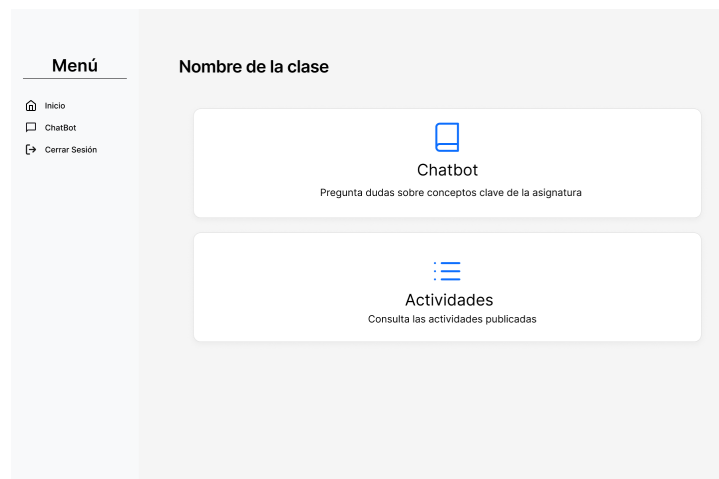 Menú
Inicio
ChatBot
Cerrar Sesión
Nombre de la clase
Chatbot
Pregunta dudas sobre conceptos clave de la asignatura
Actividades
Consulta las actividades publicadas